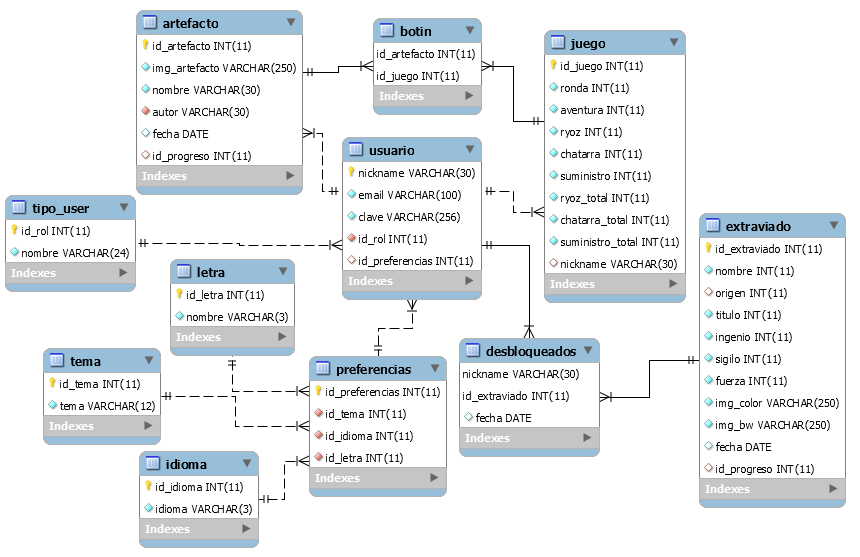 artefacto
id_artefacto INT(11)
img_artefacto VARCHAR(250)
nombre VARCHAR(30)
autor VARCHAR(30)
fecha DATE
id_progreso INT(11)
Indexes
botin
id_artefacto INT(11)
id_juego INT(11)
Indexes
juego
id_juego INT(11)
ronda INT(11)
aventura INT(11)
ryoz INT(11)
chatarra INT(11)
suministro INT(11)
ryoz_total INT(11)
chatarra_total INT(11)
suministro_total INT(11)
nickname VARCHAR(30)
Indexes
usuario
nickname VARCHAR(30)
email VARCHAR(100)
clave VARCHAR(256)
id_rol INT(11)
id_preferencias INT(11)
Indexes
tipo_user
id_rol INT(11)
nombre VARCHAR(24)
Indexes
extraviado
id_extraviado INT(11)
nombre INT(11)
origen INT(11)
titulo INT(11)
ingenio INT(11)
sigilo INT(11)
fuerza INT(11)
img_color VARCHAR(250)
img_bw VARCHAR(250)
fecha DATE
id_progreso INT(11)
Indexes
letra
id_letra INT(11)
nombre VARCHAR(3)
Indexes
desbloqueados
nickname VARCHAR(30)
id_extraviado INT(11)
fecha DATE
Indexes
tema
id_tema INT(11)
tema VARCHAR(12)
Indexes
preferencias
id_preferencias INT(11)
id_tema INT(11)
id_idioma INT(11)
id_letra INT(11)
Indexes
idioma
id_idioma INT(11)
idioma VARCHAR(3)
Indexes